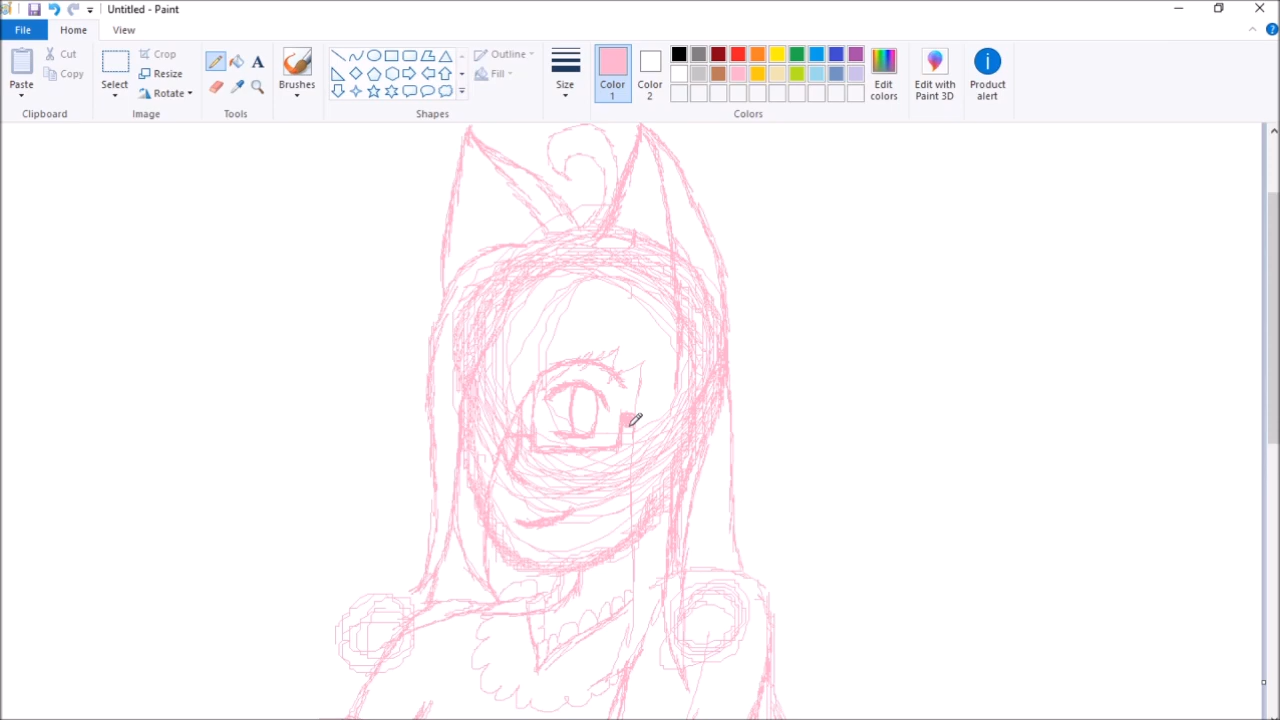 Untitled - Paint
File
Home
View
Paste
Cut
Copy
Clipboard
Select
Crop
Resize
Rotate
Image
A
Tools
Brushes
Outline
Fill
Shapes
Size
Color
1
Color
2
Edit
colors
Colors
Edit with
Paint 3D
Product
alert